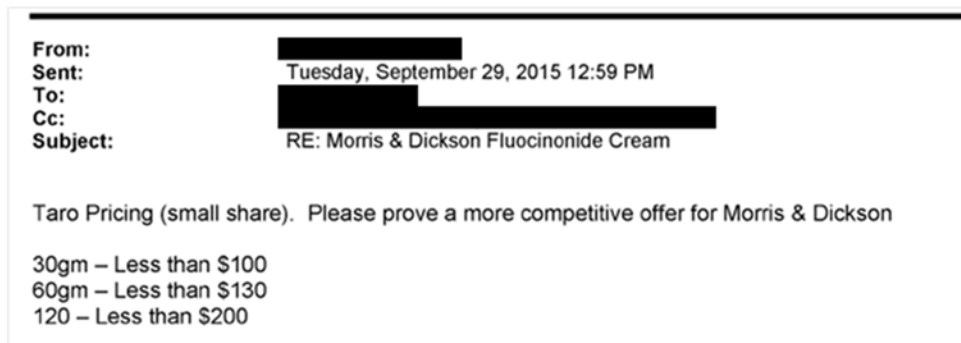 From:
Sent: Tuesday, September 29, 2015 12:59 PM
To:
Cc:
Subject: RE: Morris & Dickson Fluocinonide Cream
Taro Pricing (small share). Please prove a more competitive offer for Morris & Dickson
30gm – Less than $100
60gm – Less than $130
120 – Less than $200